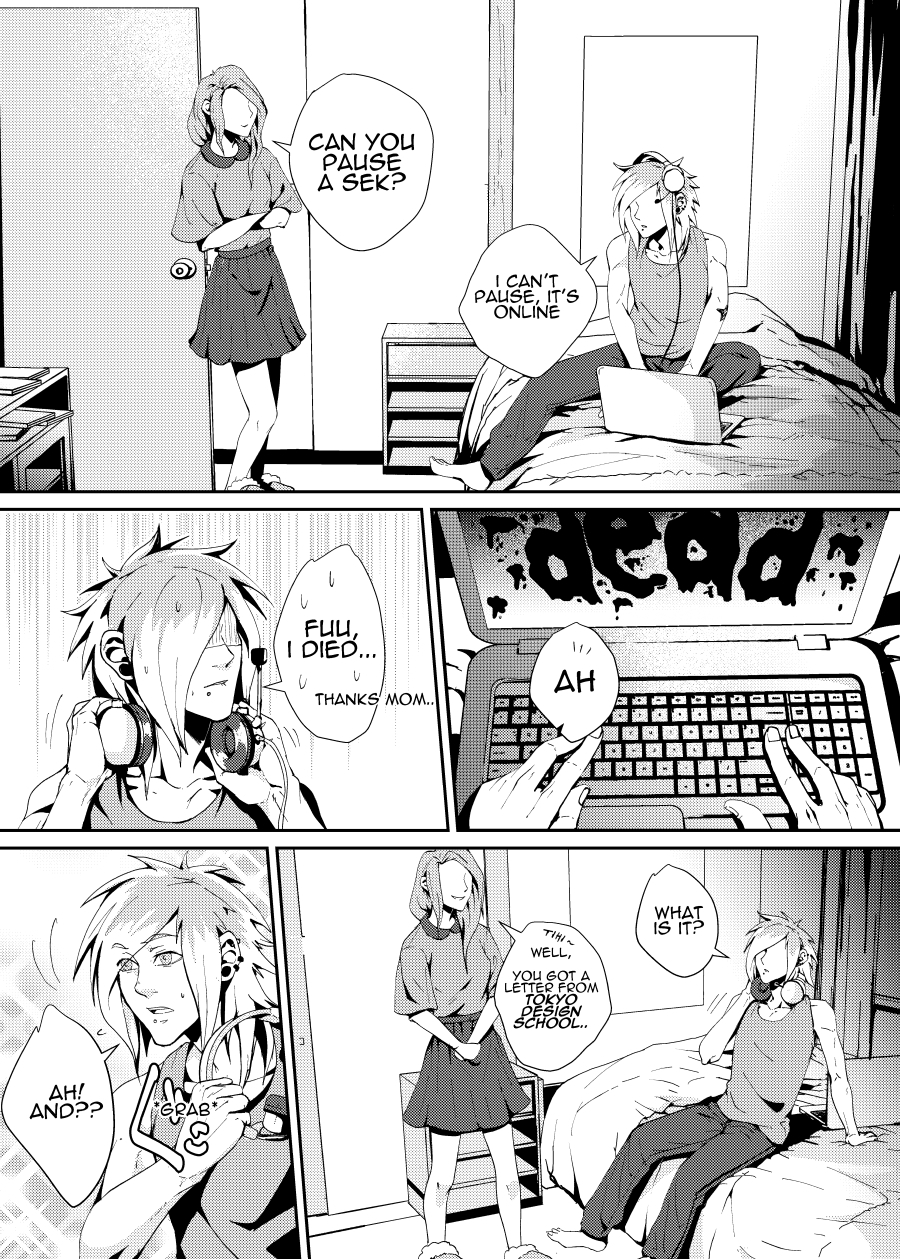 CAN YOU
PAUSE
A SEK?
I CAN'T
PAUSE, IT'S
ONLINE
FUU,
I DIED...
THANKS MOM..
-dead-
AH
AH!
AND??
*GRAB*
TIHI~
WELL,
YOU GOT A
LETTER FROM
TOKYO
DESIGN
SCHOOL..
WHAT
IS IT?